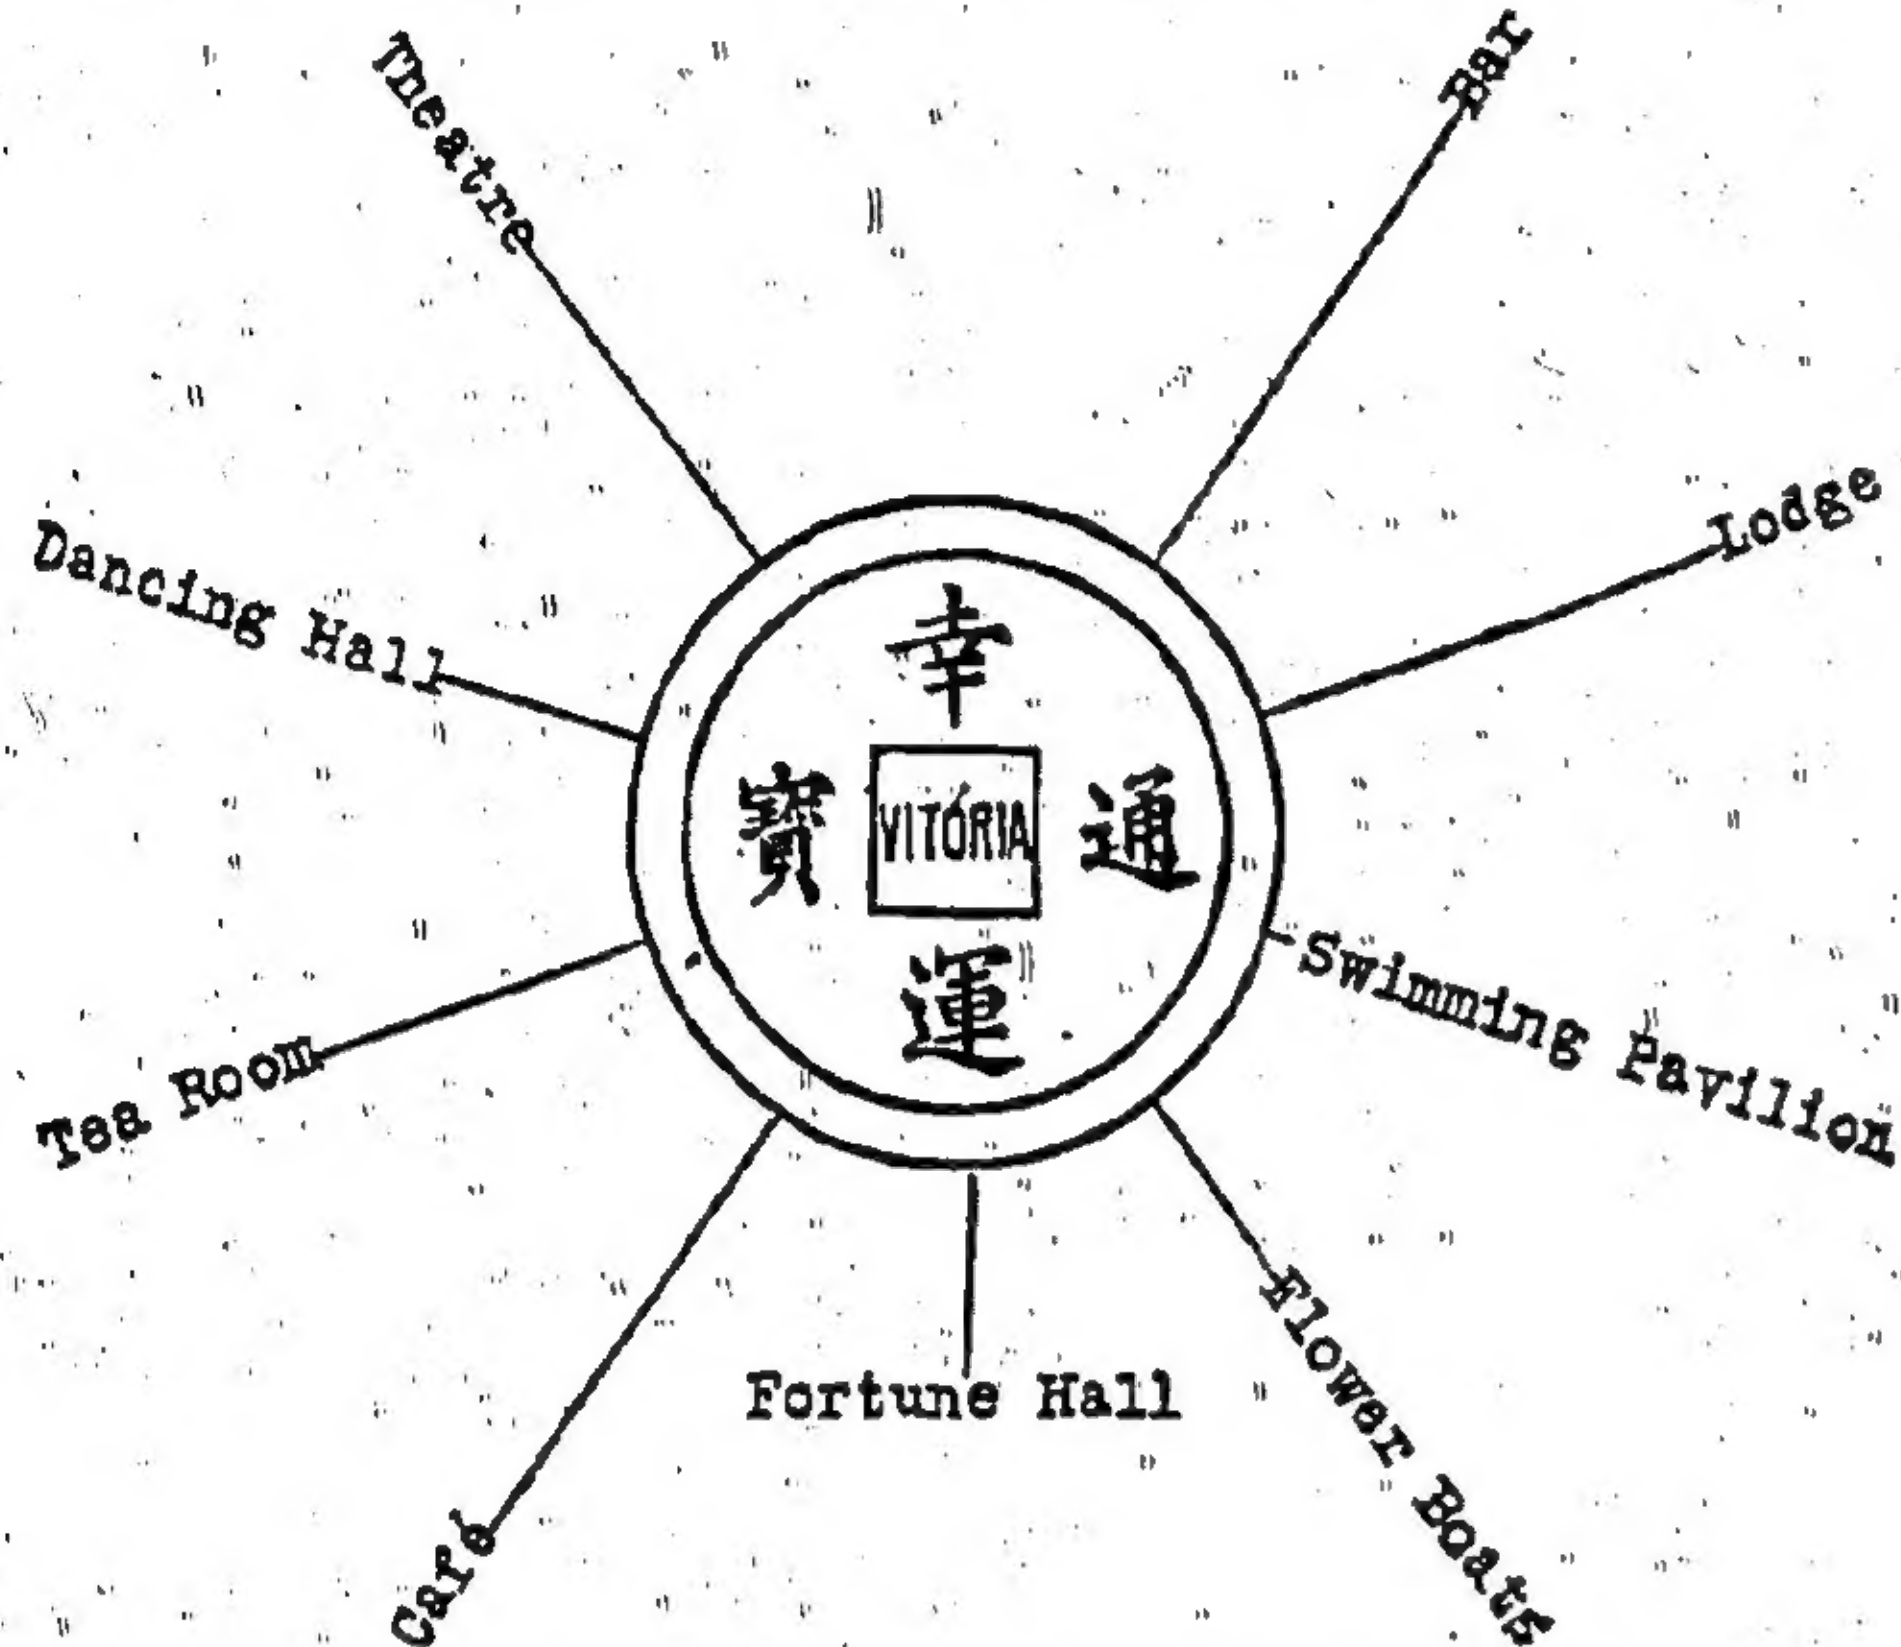 Theatre
Bar
Lodge
Dancing Hall
幸
寶 VITÓRIA 通
運
Swimming Pavilion
Tea Room
Flower Boats
Fortune Hall
Café